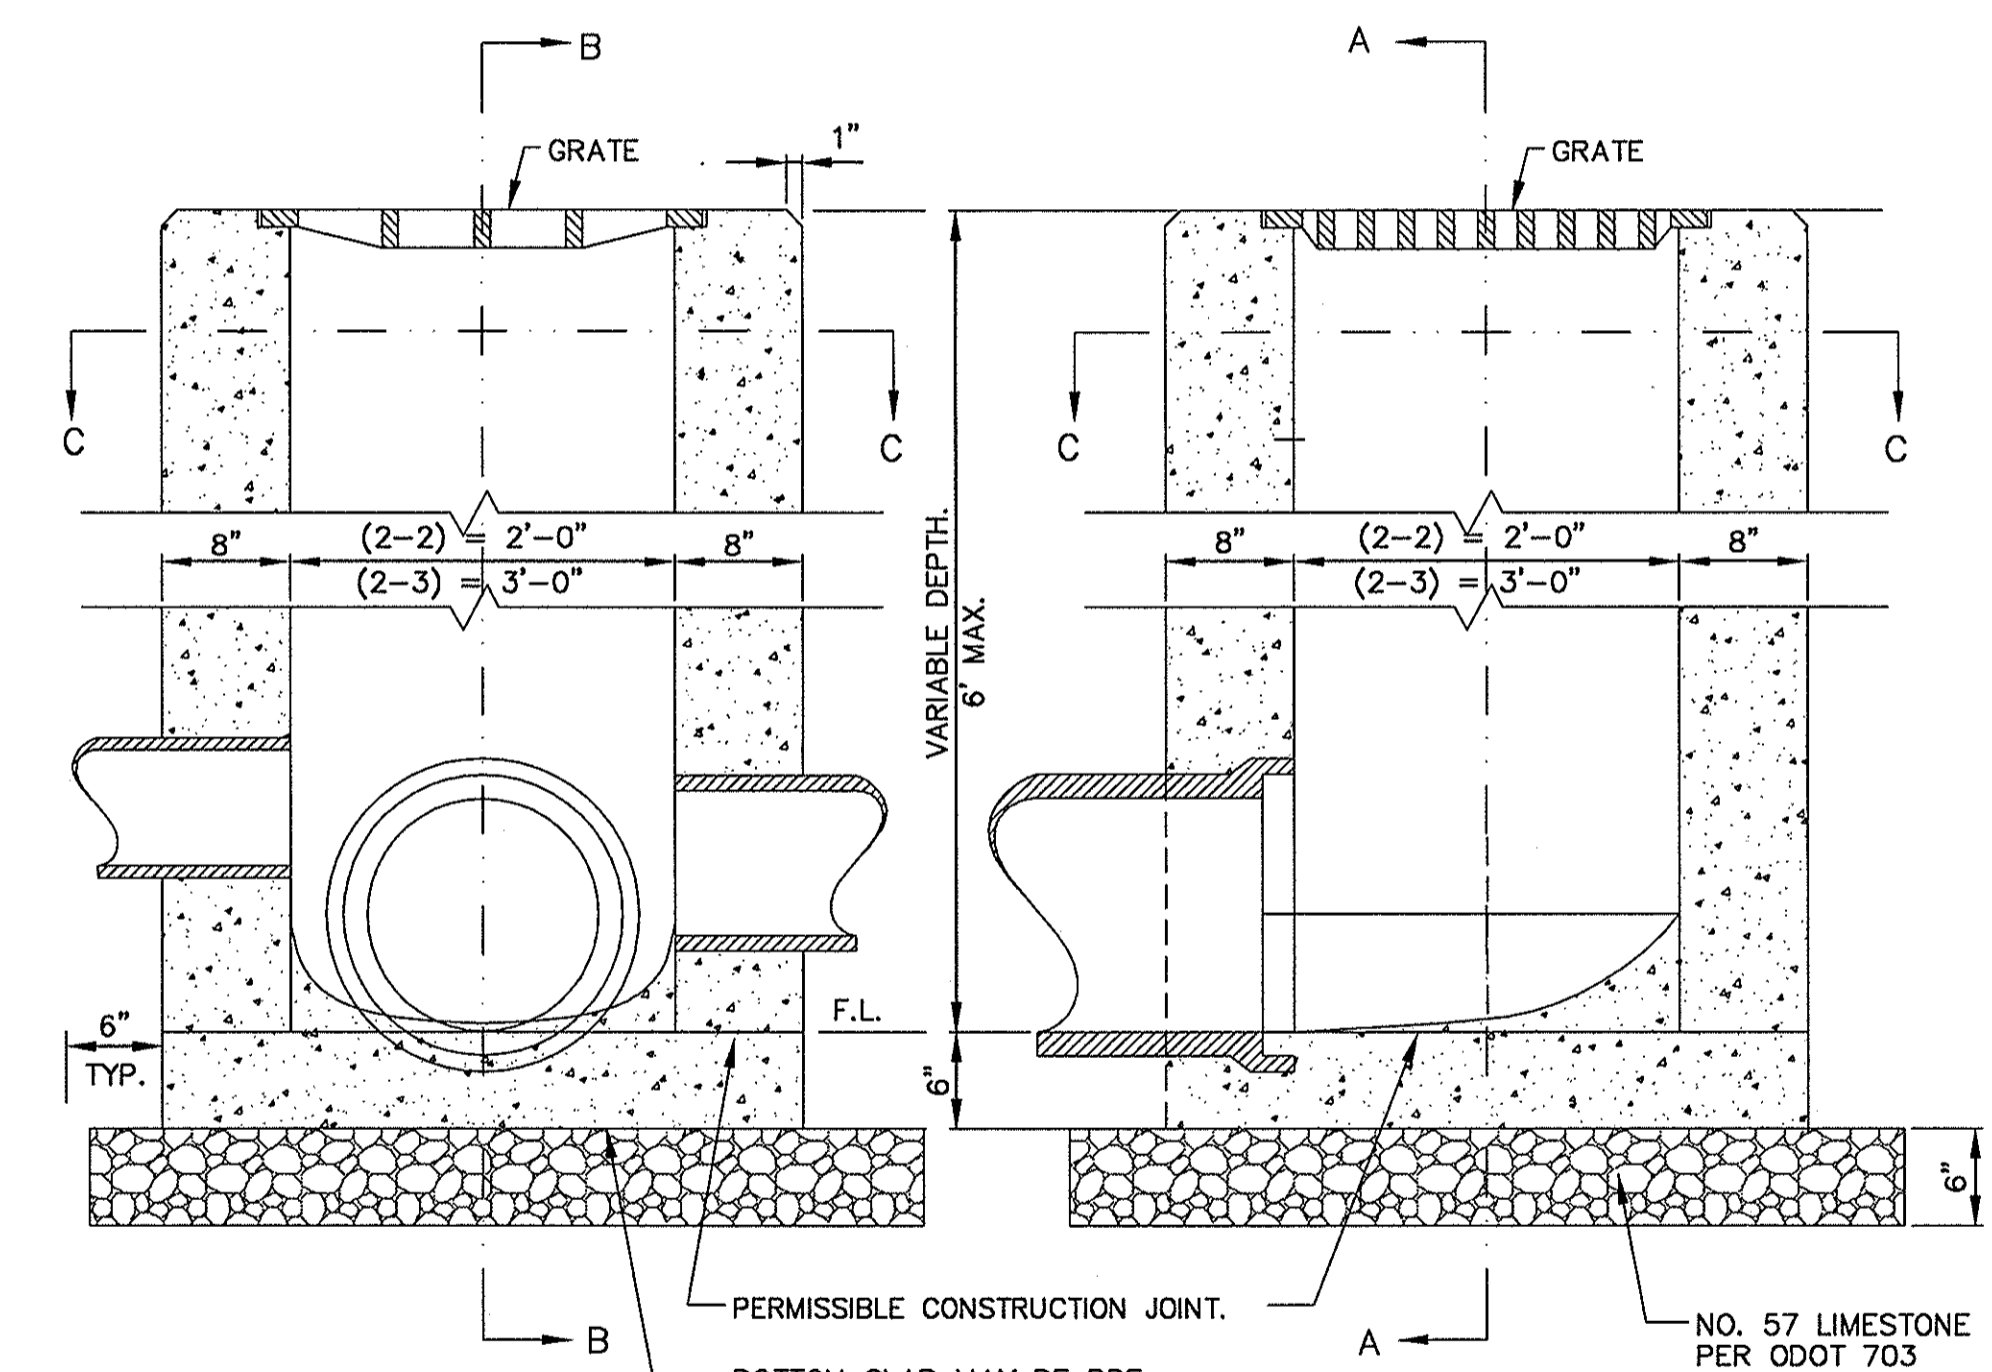 B
A
1"
GRATE
GRATE
C
C
C
C
8"
(2-2) = 2'-0"
8"
(2-3) = 3'-0"
8"
(2-2) = 2'-0"
8"
(2-3) = 3'-0"
VARIABLE DEPTH.
6' MAX.
F.L.
6"
TYP.
6"
6"
PERMISSIBLE CONSTRUCTION JOINT.
B
A
NO. 57 LIMESTONE
PER ODOT 703